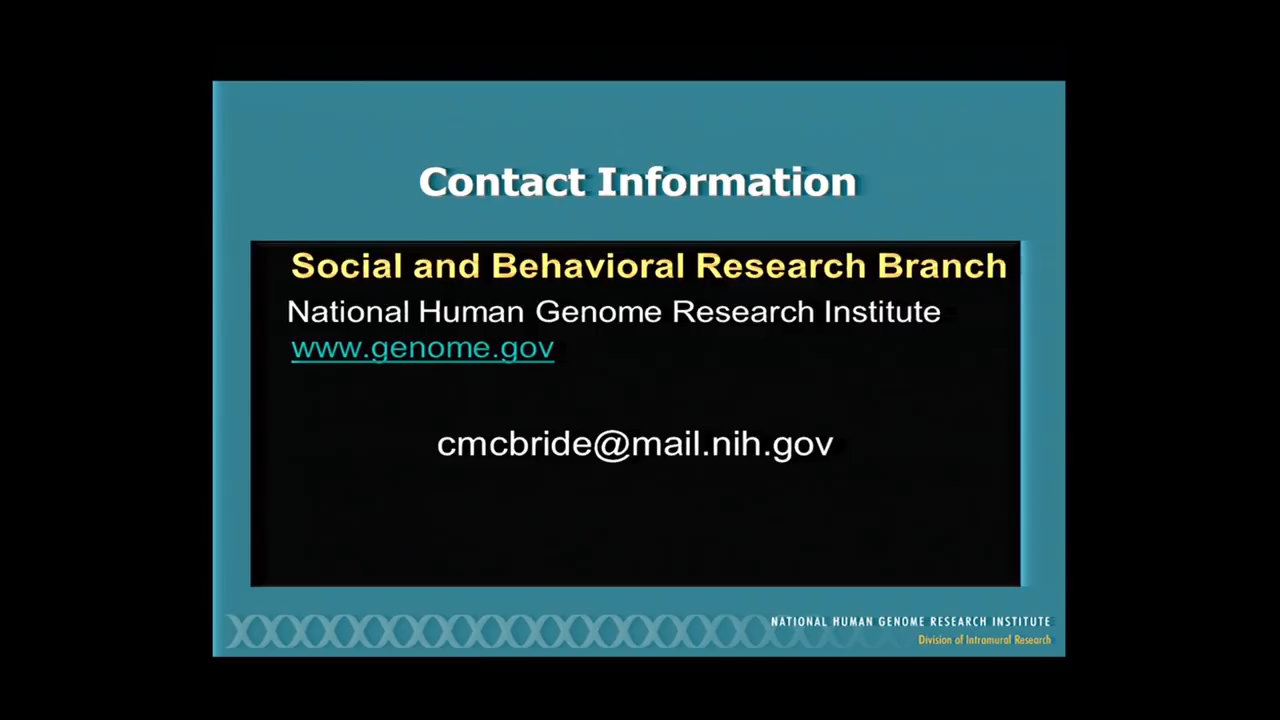 Contact Information
Social and Behavioral Research Branch
National Human Genome Research Institute
www.genome.gov
cmcbride@mail.nih.gov
NATIONAL HUMAN GENOME RESEARCH INSTITUTE
Division of Intramural Research